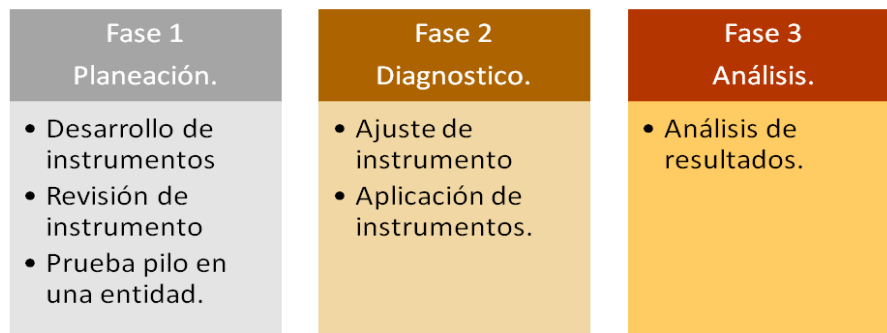 Fase 1
Planeación.
• Desarrollo de
instrumentos
• Revisión de
instrumento
• Prueba pilo en
una entidad.
Fase 2
Diagnostico.
• Ajuste de
instrumento
• Aplicación de
instrumentos.
Fase 3
Análisis.
• Análisis de
resultados.